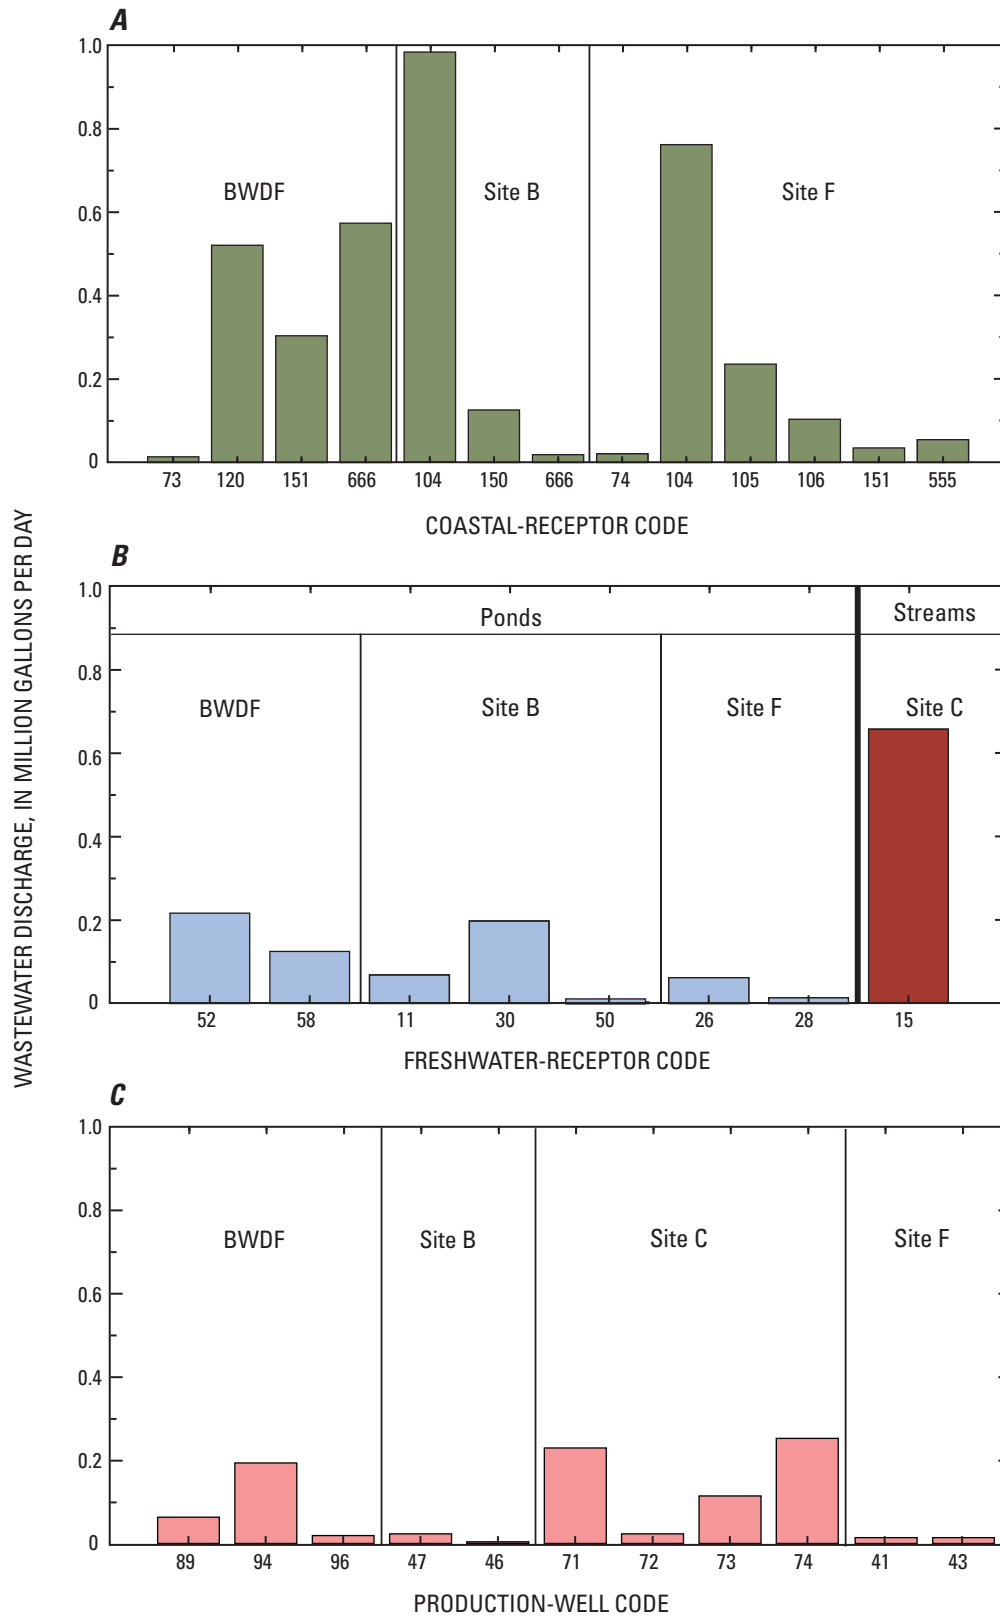 A
1.0
0.8
0.6
0.4
0.2
0
BWDF
Site B
Site F
73 120 151 666 104 150 666 74 104 105 106 151 555
COASTAL-RECEPTOR CODE
WASTEWATER DISCHARGE, IN MILLION GALLONS PER DAY
B
1.0
0.8
0.6
0.4
0.2
0
Ponds
Streams
BWDF
Site B
Site F
Site C
52 58 11 30 50 26 28 15
FRESHWATER-RECEPTOR CODE
C
1.0
0.8
0.6
0.4
0.2
0
BWDF
Site B
Site C
Site F
89 94 96 47 46 71 72 73 74 41 43
PRODUCTION-WELL CODE